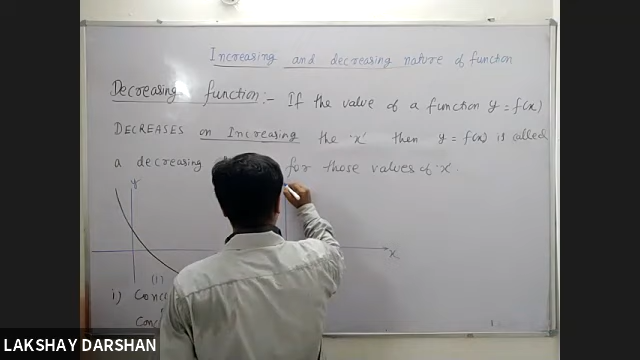 Increasing and decreasing nature of function
Decreasing function:- If the value of a function y = f(x)
DECREASES on Increasing the 'x' then y = f(x) is called
a decreasing for those values of 'x'.
y
x
(1)
i)
LAKSHAY DARSHAN